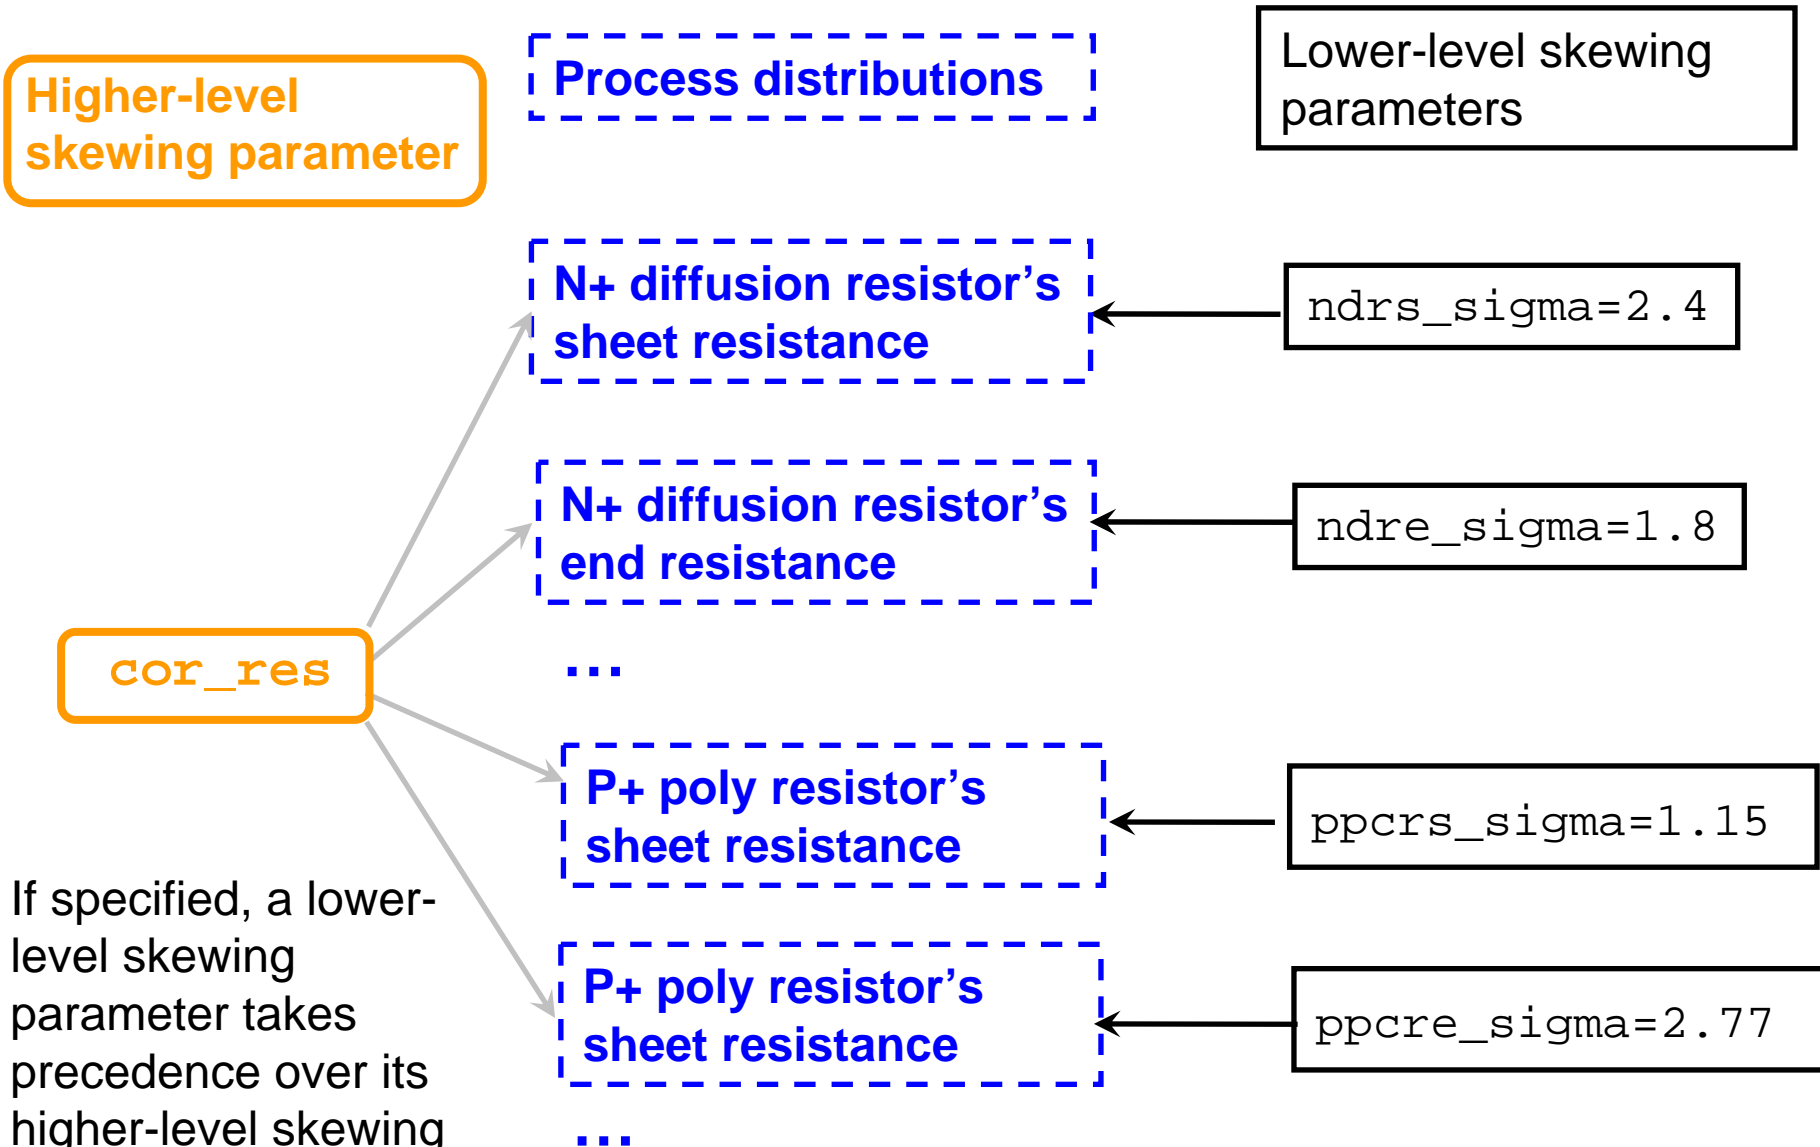 Higher-level
skewing parameter
Process distributions
Lower-level skewing
parameters
N+ diffusion resistor’s
sheet resistance
ndrs_sigma=2.4
N+ diffusion resistor’s
end resistance
ndre_sigma=1.8
cor_res
...
P+ poly resistor’s
sheet resistance
ppcrs_sigma=1.15
If specified, a lower-
level skewing
parameter takes
precedence over its
higher-level skewing
P+ poly resistor’s
sheet resistance
ppcre_sigma=2.77
...